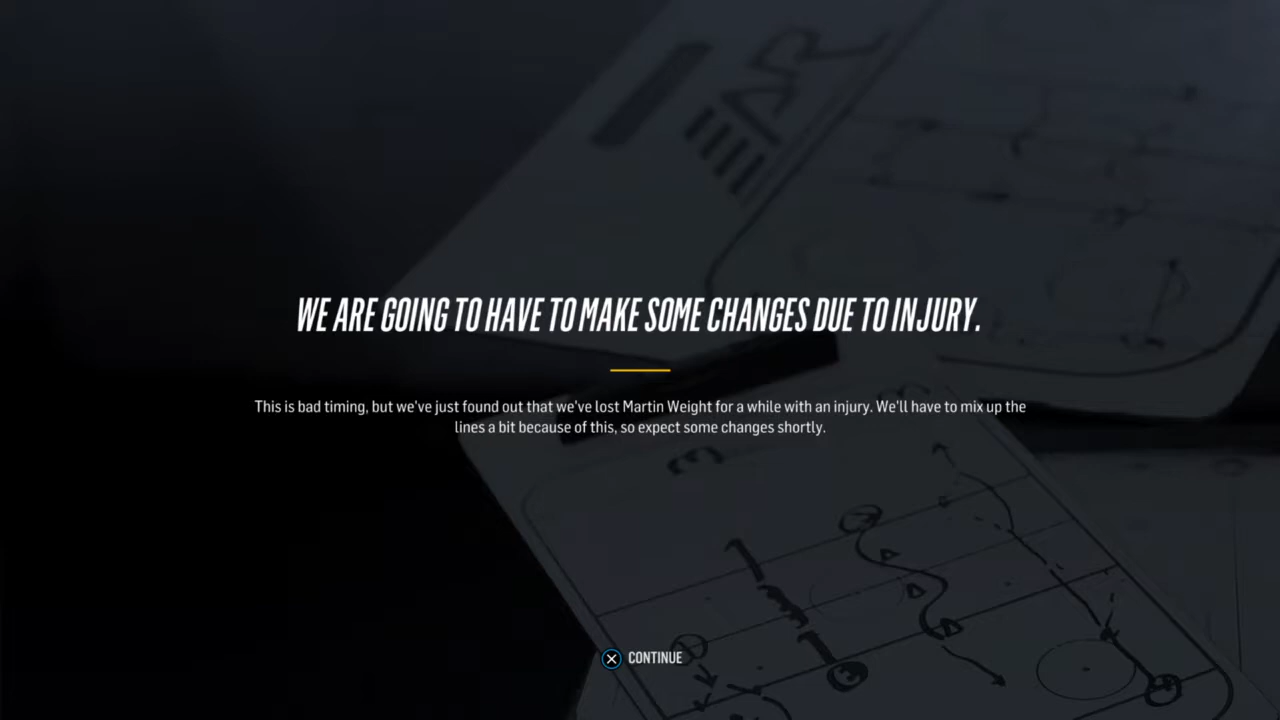 EAR
WE ARE GOING TO HAVE TO MAKE SOME CHANGES DUE TO INJURY.
This is bad timing, but we've just found out that we've lost Martin Weight for a while with an injury. We'll have to mix up the
lines a bit because of this, so expect some changes shortly.
3
CONTINUE